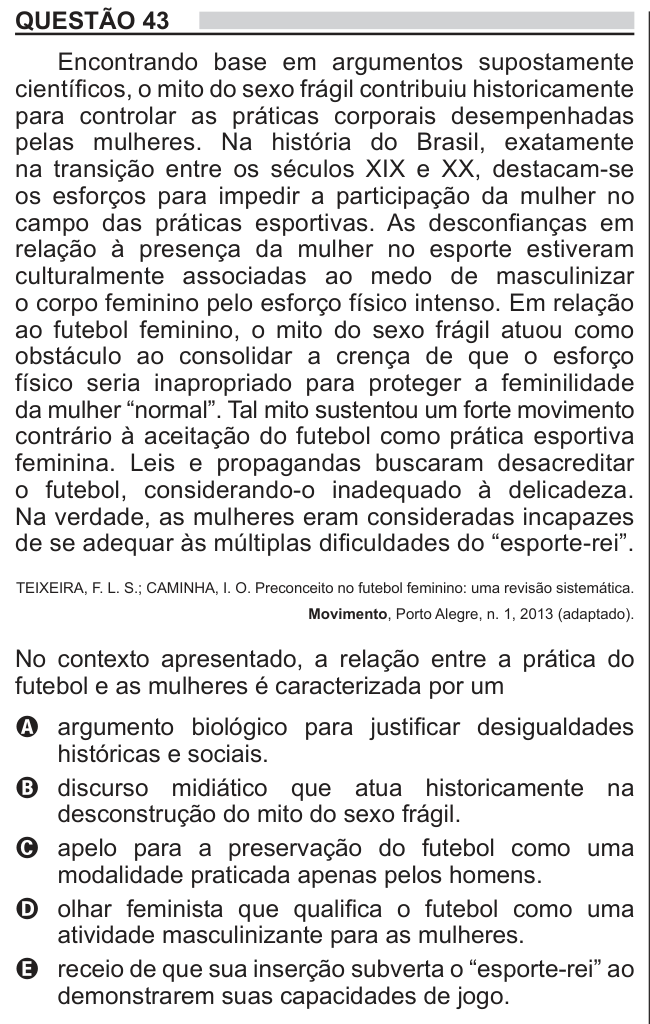 QUESTÃO 43
Encontrando base em argumentos supostamente
científicos, o mito do sexo frágil contribuiu historicamente
para controlar as práticas corporais desempenhadas
pelas mulheres. Na história do Brasil, exatamente
na transição entre os séculos XIX e XX, destacam-se
os esforços para impedir a participação da mulher no
campo das práticas esportivas. As desconfianças em
relação à presença da mulher no esporte estiveram
culturalmente associadas ao medo de masculinizar
o corpo feminino pelo esforço físico intenso. Em relação
ao futebol feminino, o mito do sexo frágil atuou como
obstáculo ao consolidar a crença de que o esforço
físico seria inapropriado para proteger a feminilidade
da mulher “normal”. Tal mito sustentou um forte movimento
contrário à aceitação do futebol como prática esportiva
feminina. Leis e propagandas buscaram desacreditar
o futebol, considerando-o inadequado à delicadeza.
Na verdade, as mulheres eram consideradas incapazes
de se adequar às múltiplas dificuldades do “esporte-rei”.
TEIXEIRA, F. L. S.; CAMINHA, I. O. Preconceito no futebol feminino: uma revisão sistemática.
Movimento, Porto Alegre, n. 1, 2013 (adaptado).
No contexto apresentado, a relação entre a prática do
futebol e as mulheres é caracterizada por um
A argumento biológico para justificar desigualdades
históricas e sociais.
B discurso midiático que atua historicamente na
desconstrução do mito do sexo frágil.
C apelo para a preservação do futebol como uma
modalidade praticada apenas pelos homens.
D olhar feminista que qualifica o futebol como uma
atividade masculinizante para as mulheres.
E receio de que sua inserção subverta o “esporte-rei” ao
demonstrarem suas capacidades de jogo.